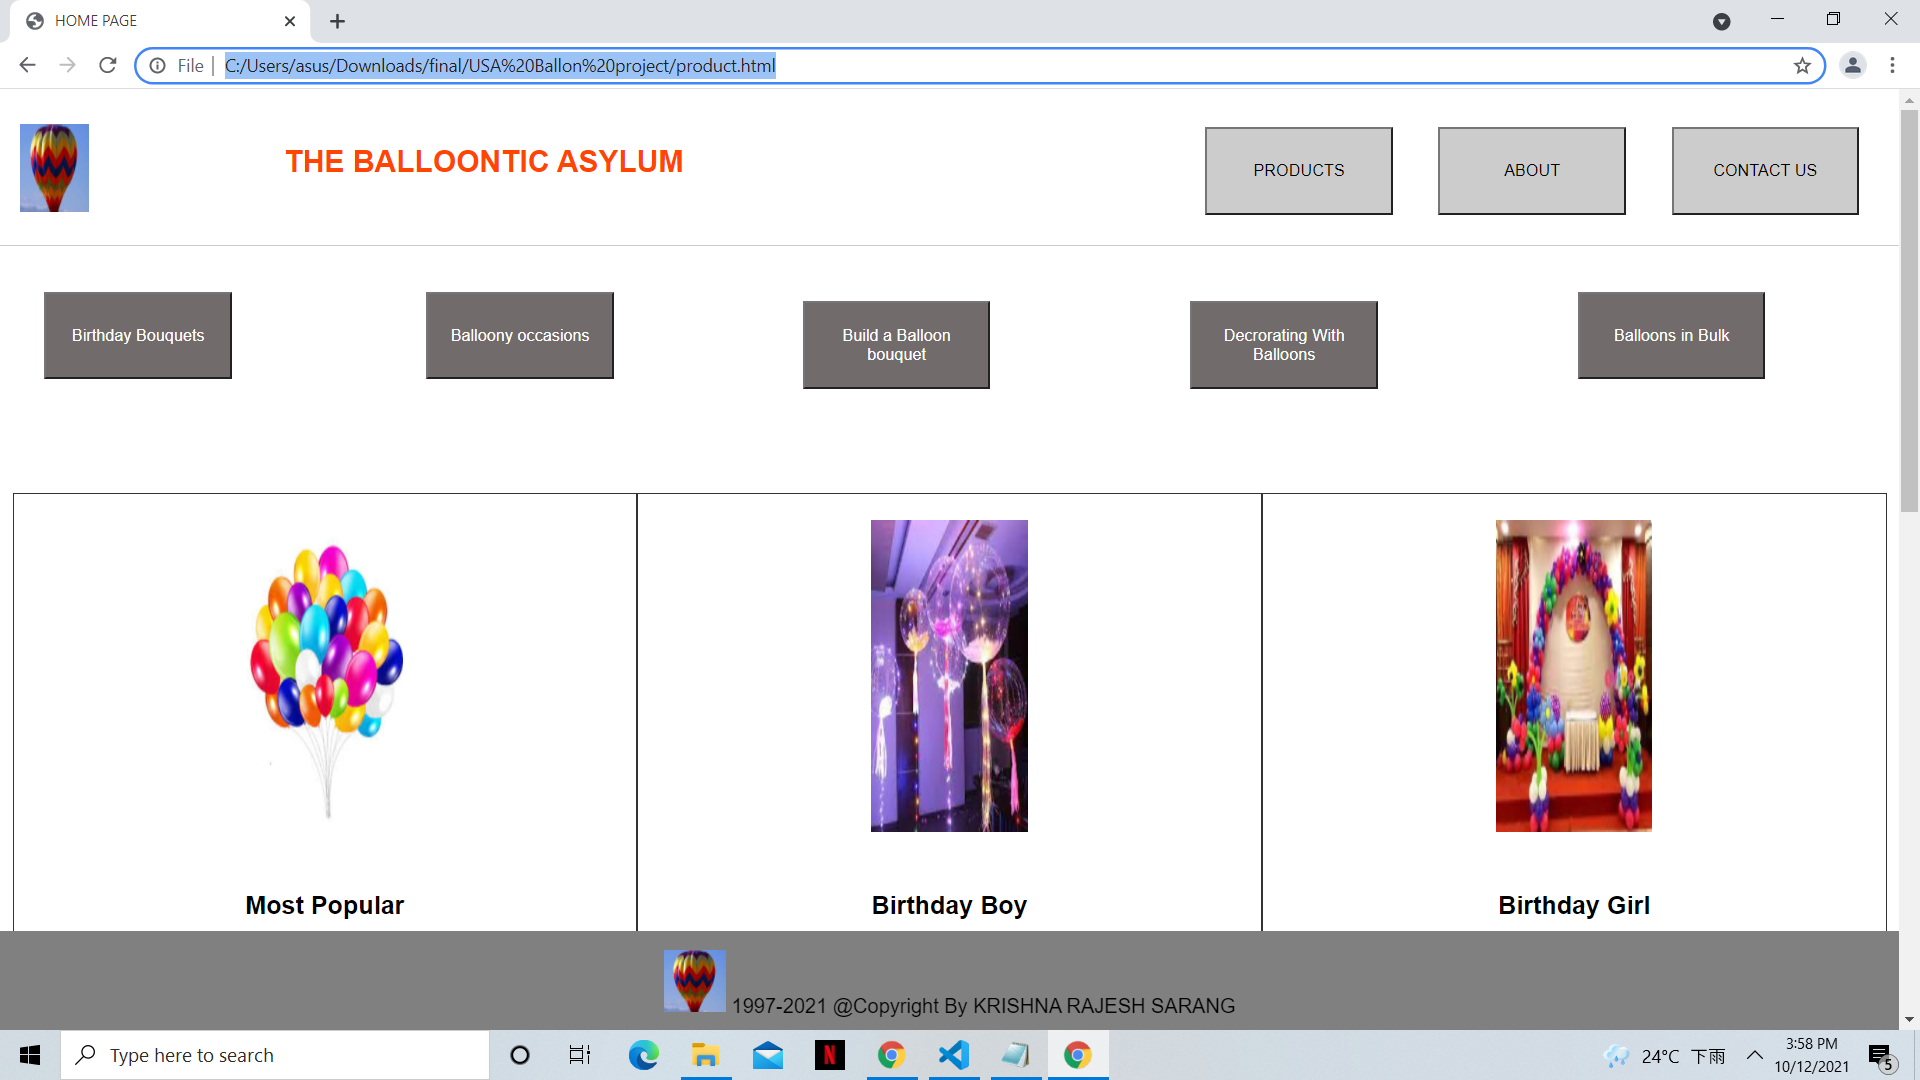 HOME PAGE
File
C:/Users/asus/Downloads/final/USA%20Ballon%20project/product.html
THE BALLOONTIC ASYLUM
PRODUCTS
ABOUT
CONTACT US
Birthday Bouquets
Balloony occasions
Build a Balloon
bouquet
Decrorating With
Balloons
Balloons in Bulk
Most Popular
Birthday Boy
Birthday Girl
1997-2021 @Copyright By KRISHNA RAJESH SARANG
Type here to search
N
24°C 下雨
3:58 PM
10/12/2021
5